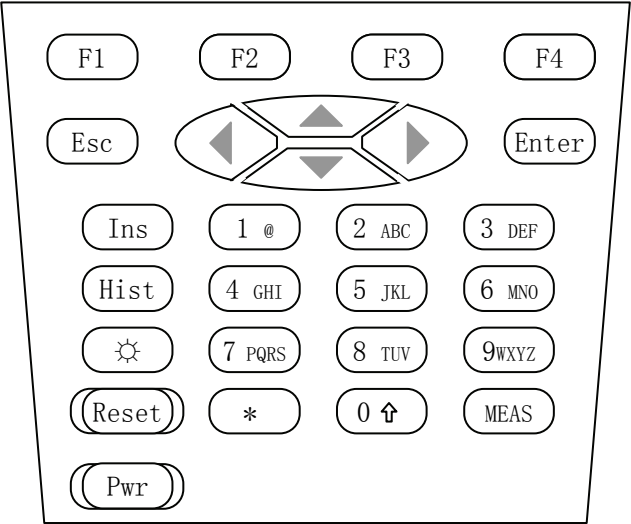 F1 F2 F3 F4
Esc Enter
Ins 1 @ 2 ABC 3 DEF
Hist 4 GHI 5 JKL 6 MNO
7 PQRS 8 TUV 9WXYZ
Reset * 0 MEAS
Pwr